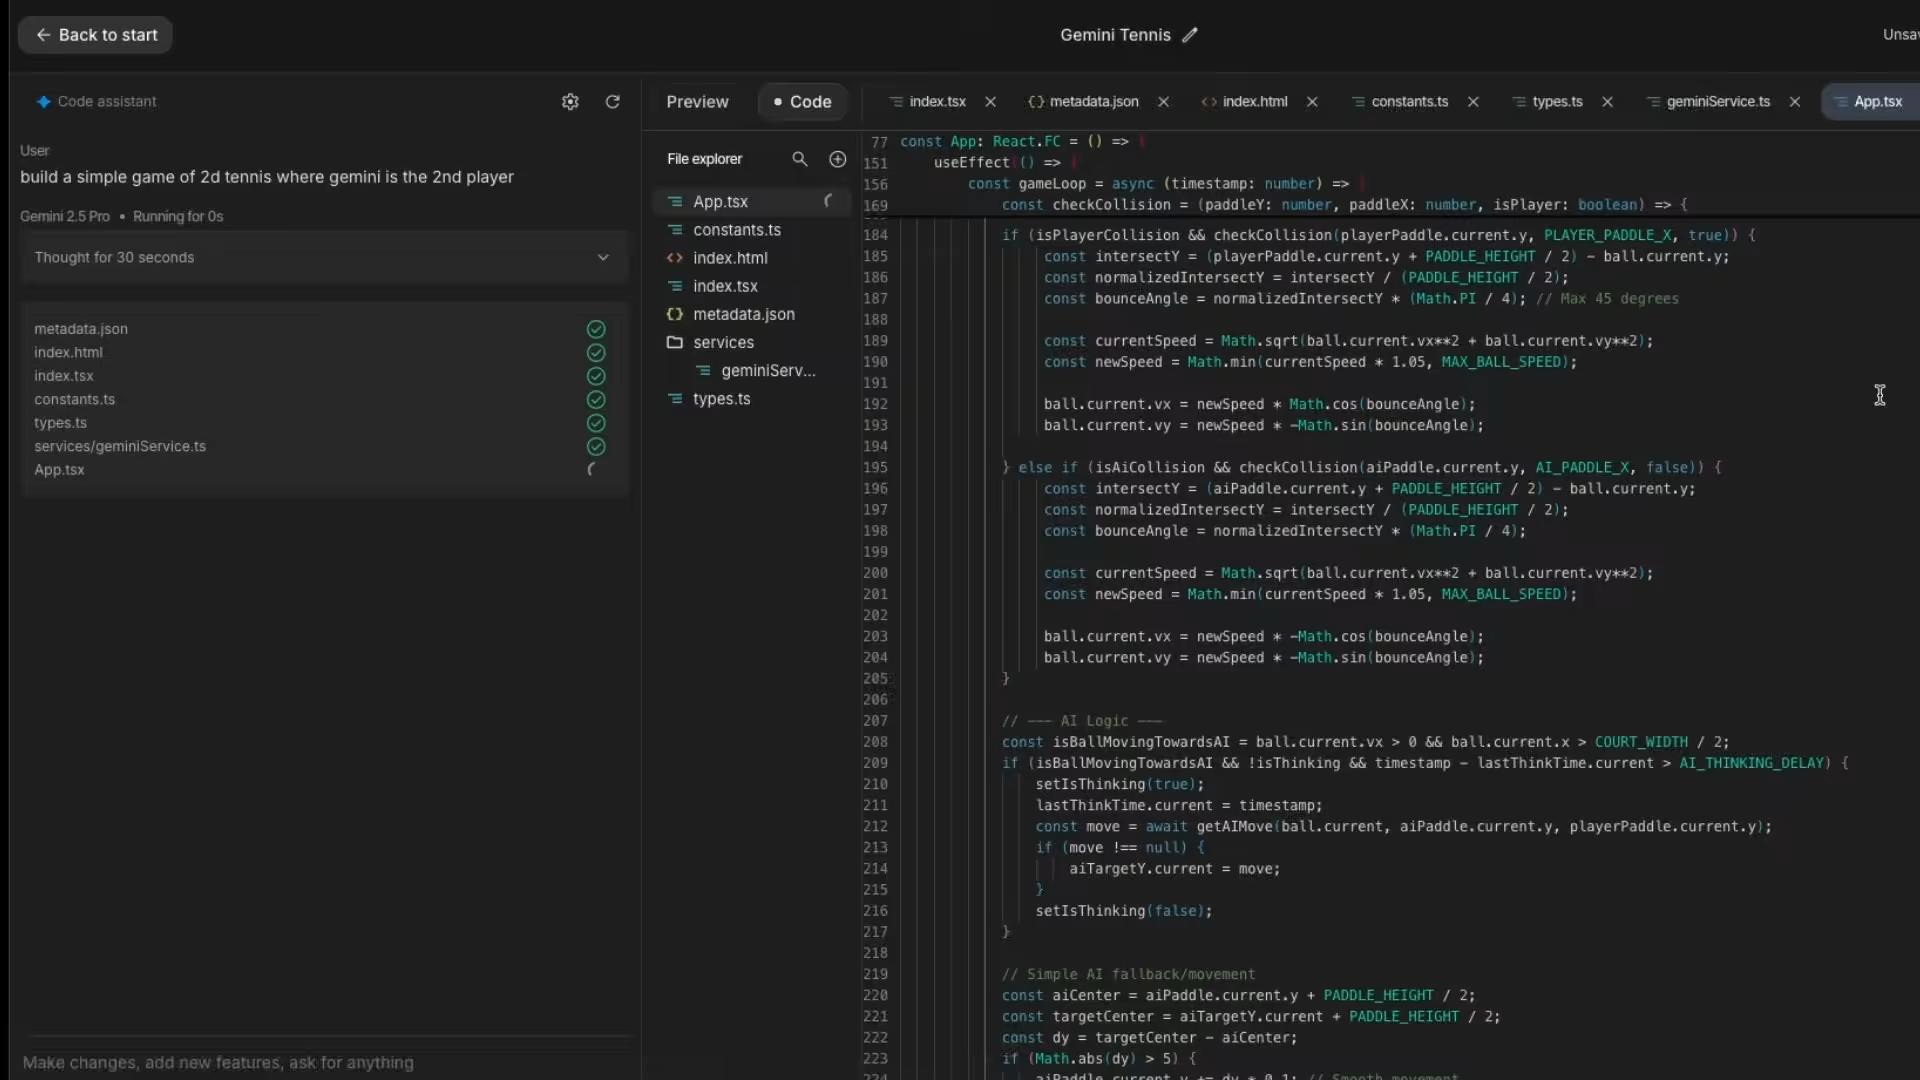 Back to start
Gemini Tennis
Unsav
Code assistant
User
build a simple game of 2d tennis where gemini is the 2nd player
Gemini 2.5 Pro • Running for 0s
Thought for 30 seconds
metadata.json
index.html
index.tsx
constants.ts
types.ts
services/geminiService.ts
App.tsx
Make changes, add new features, ask for anything
Preview
Code
File explorer
App.tsx
constants.ts
index.html
index.tsx
metadata.json
services
geminiServ...
types.ts
index.tsx
metadata.json
index.html
constants.ts
types.ts
geminiService.ts
App.tsx
77 const App: React.FC = () => {
151 useEffect(() => {
156 const gameLoop = async (timestamp: number) => {
169 const checkCollision = (paddleY: number, paddleX: number, isPlayer: boolean) => {
184 if (isPlayerCollision && checkCollision(playerPaddle.current.y, PLAYER_PADDLE_X, true)) {
185 const intersectY = (playerPaddle.current.y + PADDLE_HEIGHT / 2) - ball.current.y;
186 const normalizedIntersectY = intersectY / (PADDLE_HEIGHT / 2);
187 const bounceAngle = normalizedIntersectY * (Math.PI / 4); // Max 45 degrees
188
189 const currentSpeed = Math.sqrt(ball.current.vx**2 + ball.current.vy**2);
190 const newSpeed = Math.min(currentSpeed * 1.05, MAX_BALL_SPEED);
191
192 ball.current.vx = newSpeed * Math.cos(bounceAngle);
193 ball.current.vy = newSpeed * -Math.sin(bounceAngle);
194
195 } else if (isAiCollision && checkCollision(aiPaddle.current.y, AI_PADDLE_X, false)) {
196 const intersectY = (aiPaddle.current.y + PADDLE_HEIGHT / 2) - ball.current.y;
197 const normalizedIntersectY = intersectY / (PADDLE_HEIGHT / 2);
198 const bounceAngle = normalizedIntersectY * (Math.PI / 4);
199
200 const currentSpeed = Math.sqrt(ball.current.vx**2 + ball.current.vy**2);
201 const newSpeed = Math.min(currentSpeed * 1.05, MAX_BALL_SPEED);
202
203 ball.current.vx = newSpeed * -Math.cos(bounceAngle);
204 ball.current.vy = newSpeed * -Math.sin(bounceAngle);
205 }
206
207 // --- AI Logic ---
208 const isBallMovingTowardsAI = ball.current.vx > 0 && ball.current.x > COURT_WIDTH / 2;
209 if (isBallMovingTowardsAI && !isThinking && timestamp - lastThinkTime.current > AI_THINKING_DELAY) {
210 setIsThinking(true);
211 lastThinkTime.current = timestamp;
212 const move = await getAIMove(ball.current, aiPaddle.current.y, playerPaddle.current.y);
213 if (move !== null) {
214 aiTargetY.current = move;
215 }
216 setIsThinking(false);
217 }
218
219 // Simple AI fallback/movement
220 const aiCenter = aiPaddle.current.y + PADDLE_HEIGHT / 2;
221 const targetCenter = aiTargetY.current + PADDLE_HEIGHT / 2;
222 const dy = targetCenter - aiCenter;
223 if (Math.abs(dy) > 5) {
224 aiPaddle.current.y += dy * 0.1; // Smooth movement